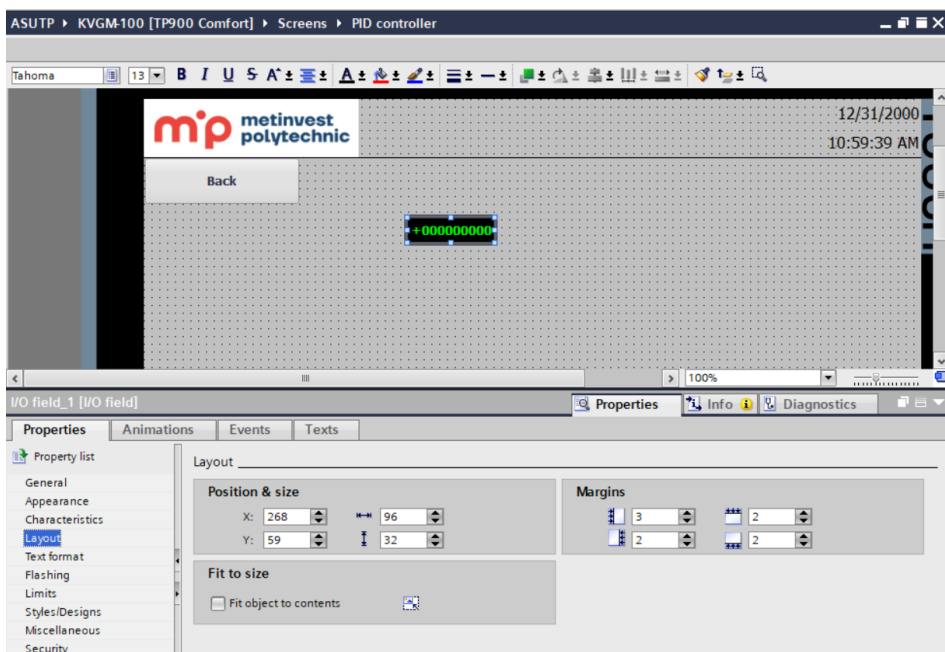 ASUTP ▸ KVGM-100 [TP900 Comfort] ▸ Screens ▸ PID controller
Tahoma 13 B I U S A A
metinvest
polytechnic
12/31/2000
10:59:39 AM
Back
+000000000
100%
I/O field_1 [I/O field]
Properties Info Diagnostics
Properties Animations Events Texts
Property list
General
Appearance
Characteristics
Layout
Text format
Flashing
Limits
Styles/Designs
Miscellaneous
Security
Layout
Position & size
X: 268 96
Y: 59 32
Margins
3 2
2 2
Fit to size
Fit object to contents